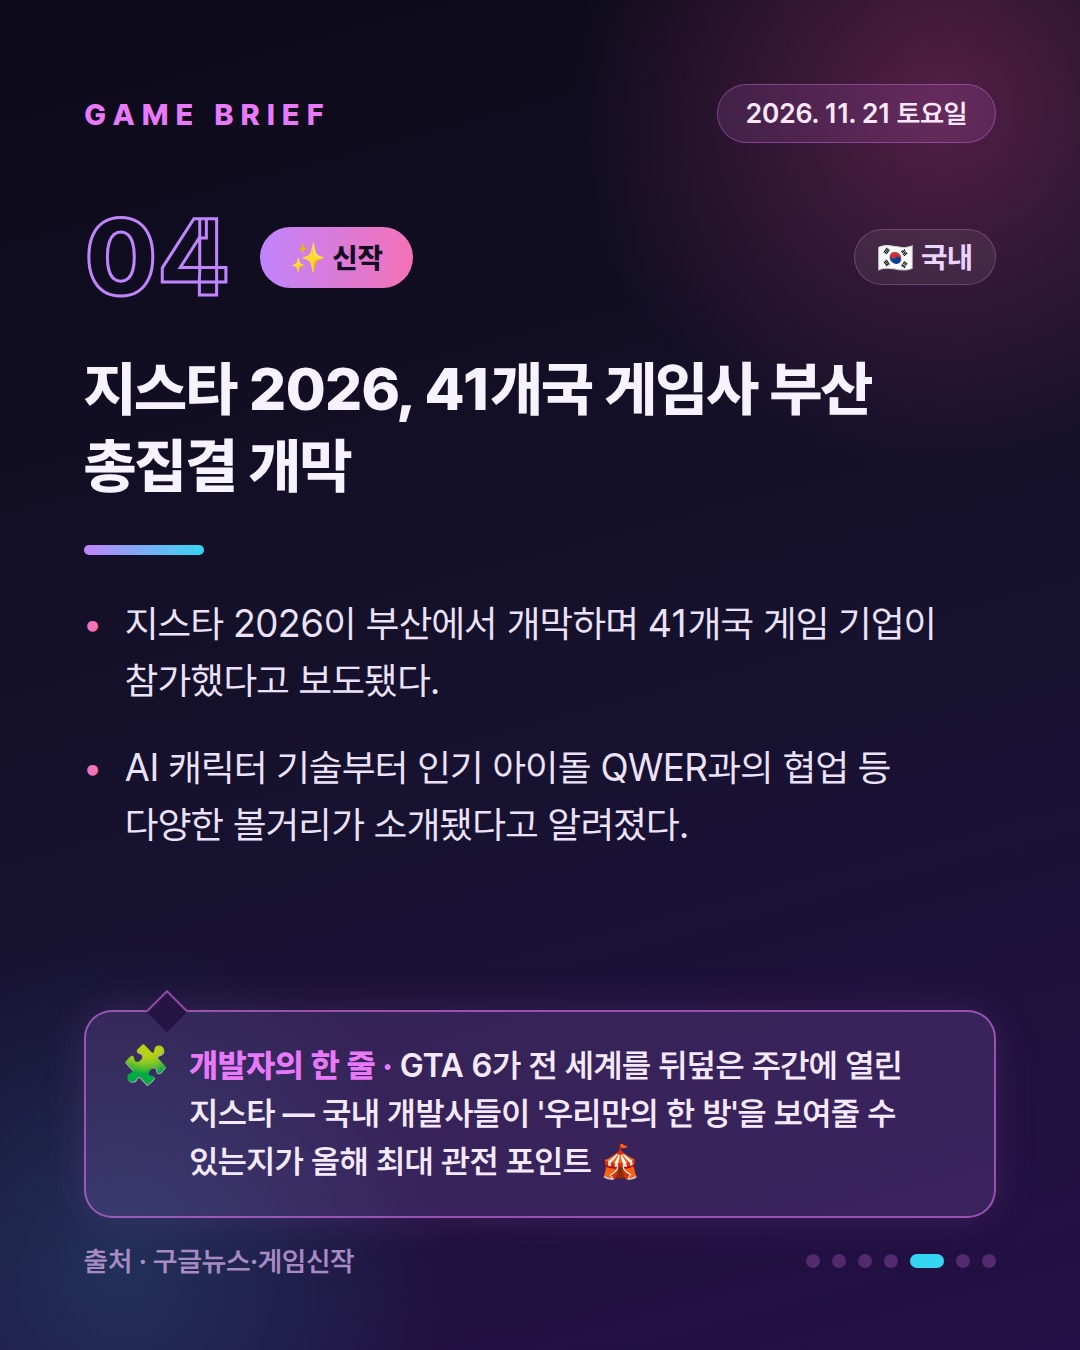 GAME BRIEF
2026. 11. 21 토요일
04
✨ 신작
🇰🇷 국내
지스타 2026, 41개국 게임사 부산
총집결 개막
• 지스타 2026이 부산에서 개막하며 41개국 게임 기업이
참가했다고 보도됐다.
• AI 캐릭터 기술부터 인기 아이돌 QWER과의 협업 등
다양한 볼거리가 소개됐다고 알려졌다.
🧩 개발자의 한 줄 · GTA 6가 전 세계를 뒤덮은 주간에 열린
지스타 — 국내 개발사들이 '우리만의 한 방'을 보여줄 수
있는지가 올해 최대 관전 포인트 🎪
출처 · 구글뉴스·게임신작